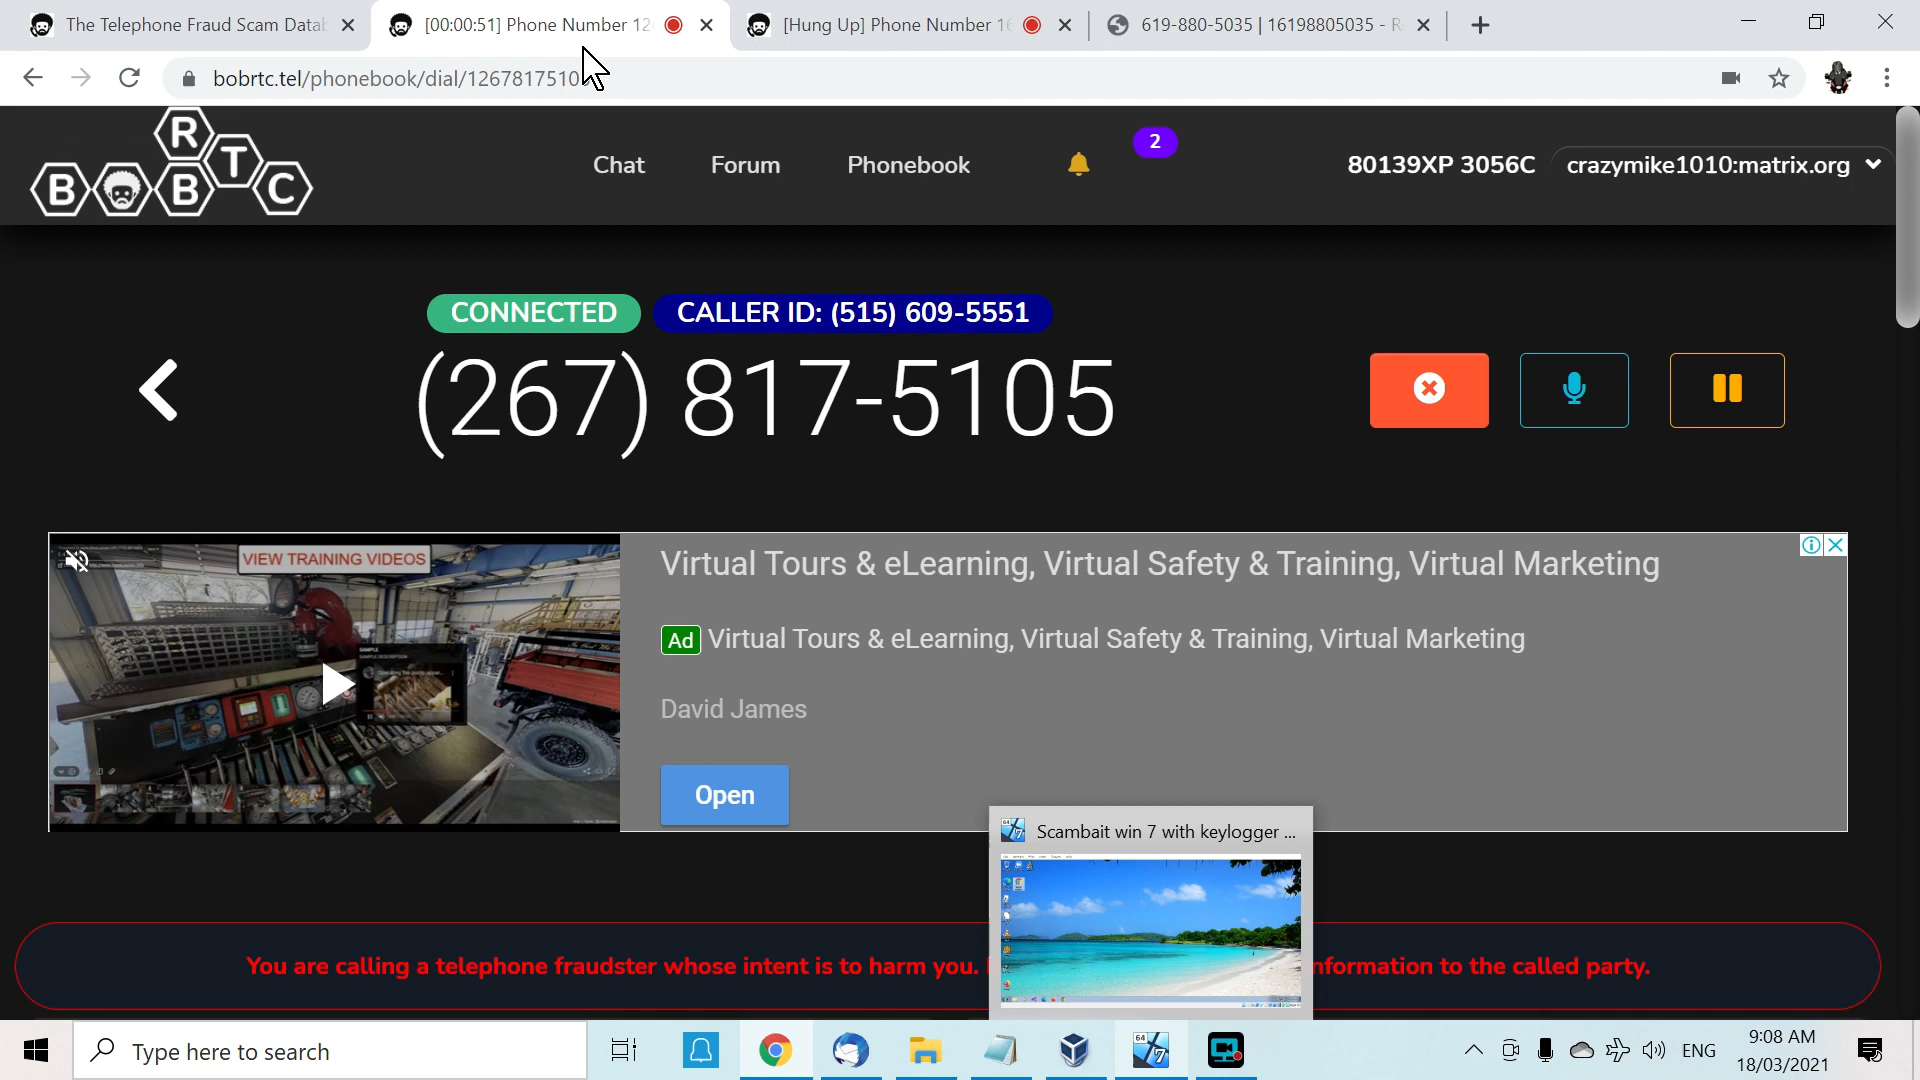 The Telephone Fraud Scam Datab
[00:00:51] Phone Number 12
[Hung Up] Phone Number 16
619-880-5035 | 16198805035 - R
bobrtc.tel/phonebook/dial/1267817510
BOB RTC
Chat
Forum
Phonebook
2
80139XP 3056C
crazymike1010:matrix.org
CONNECTED
CALLER ID: (515) 609-5551
(267) 817-5105
VIEW TRAINING VIDEOS
Virtual Tours & eLearning, Virtual Safety & Training, Virtual Marketing
Ad Virtual Tours & eLearning, Virtual Safety & Training, Virtual Marketing
David James
Open
Scambait win 7 with keylogger ...
You are calling a telephone fraudster whose intent is to harm you.
nformation to the called party.
Type here to search
64
ENG
9:08 AM
18/03/2021